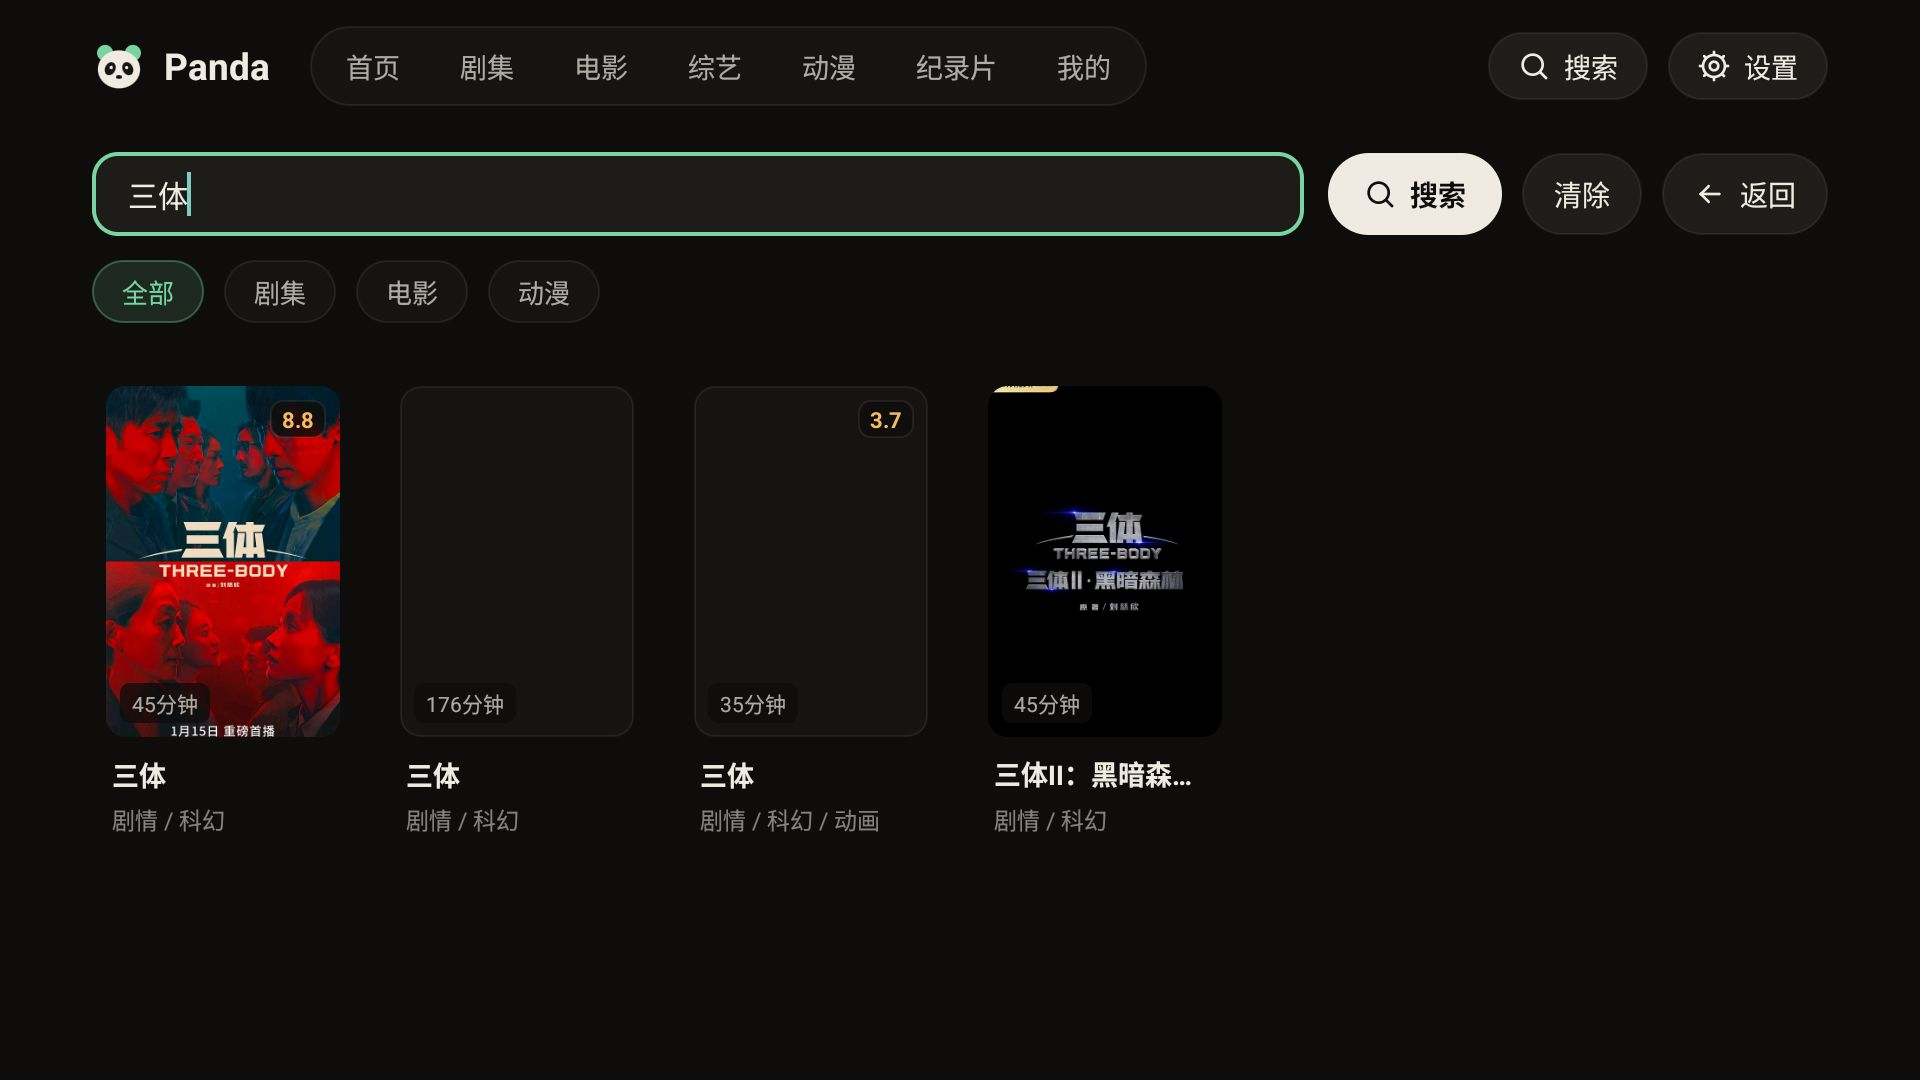 Panda
首页 剧集 电影 综艺 动漫 纪录片 我的
搜索 设置
三体
搜索 清除 返回
全部 剧集 电影 动漫
8.8
三体
THREE-BODY
45分钟
1月15日 重磅首播
三体
剧情 / 科幻
176分钟
三体
剧情 / 科幻
3.7
35分钟
三体
剧情 / 科幻 / 动画
三体
THREE-BODY
三体II·黑暗森林
原著/刘慈欣
45分钟
三体II：黑暗森...
剧情 / 科幻